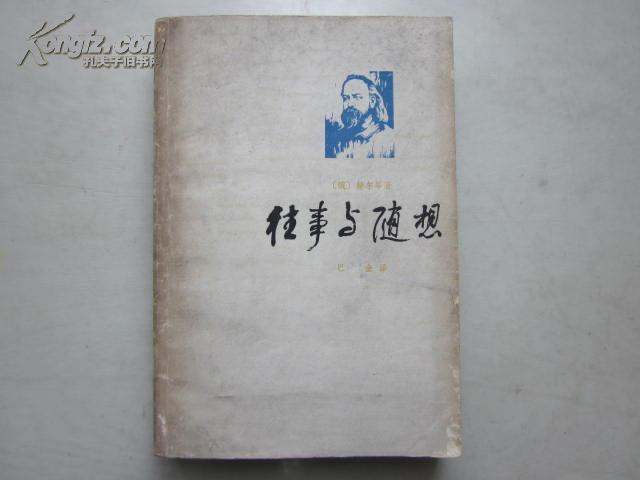 Kongfz.com
孔夫子旧书网
〔俄〕赫尔岑著
往事与随想
巴金译